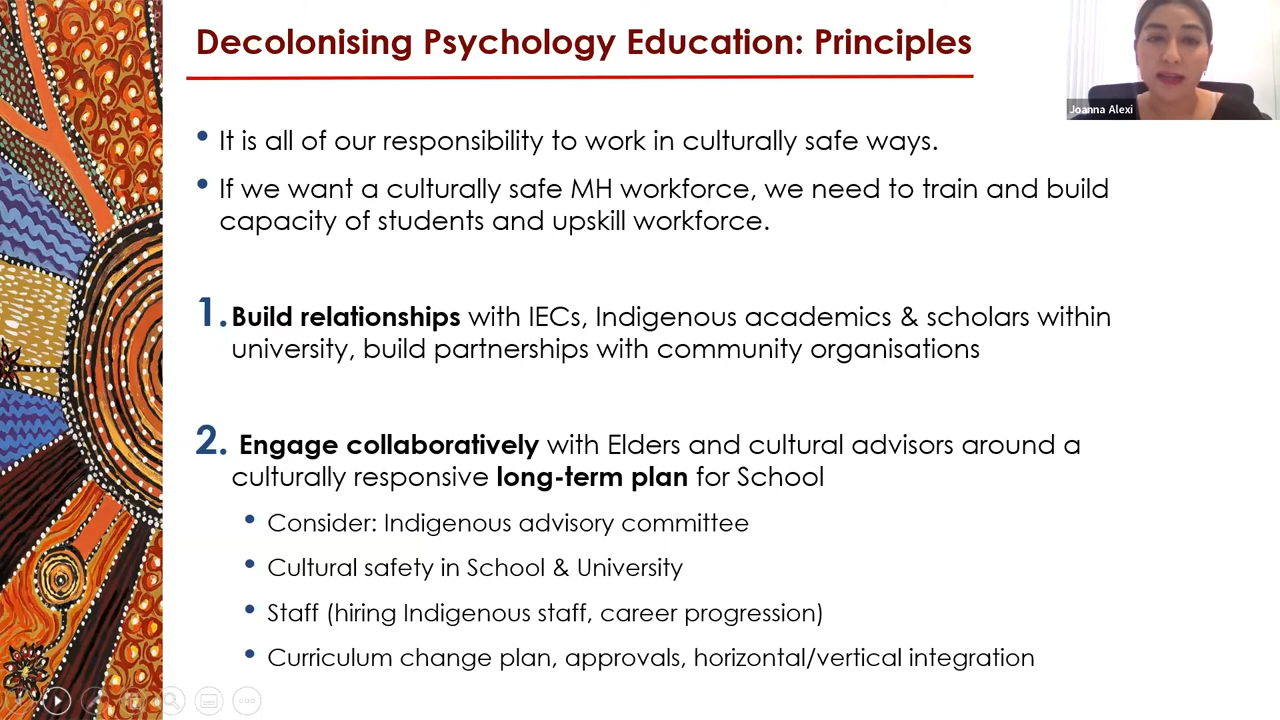 Decolonising Psychology Education: Principles
Joanna Alexi
• It is all of our responsibility to work in culturally safe ways.
• If we want a culturally safe MH workforce, we need to train and build
capacity of students and upskill workforce.
1. Build relationships with IECs, Indigenous academics & scholars within
university, build partnerships with community organisations
2. Engage collaboratively with Elders and cultural advisors around a
culturally responsive long-term plan for School
• Consider: Indigenous advisory committee
• Cultural safety in School & University
• Staff (hiring Indigenous staff, career progression)
• Curriculum change plan, approvals, horizontal/vertical integration